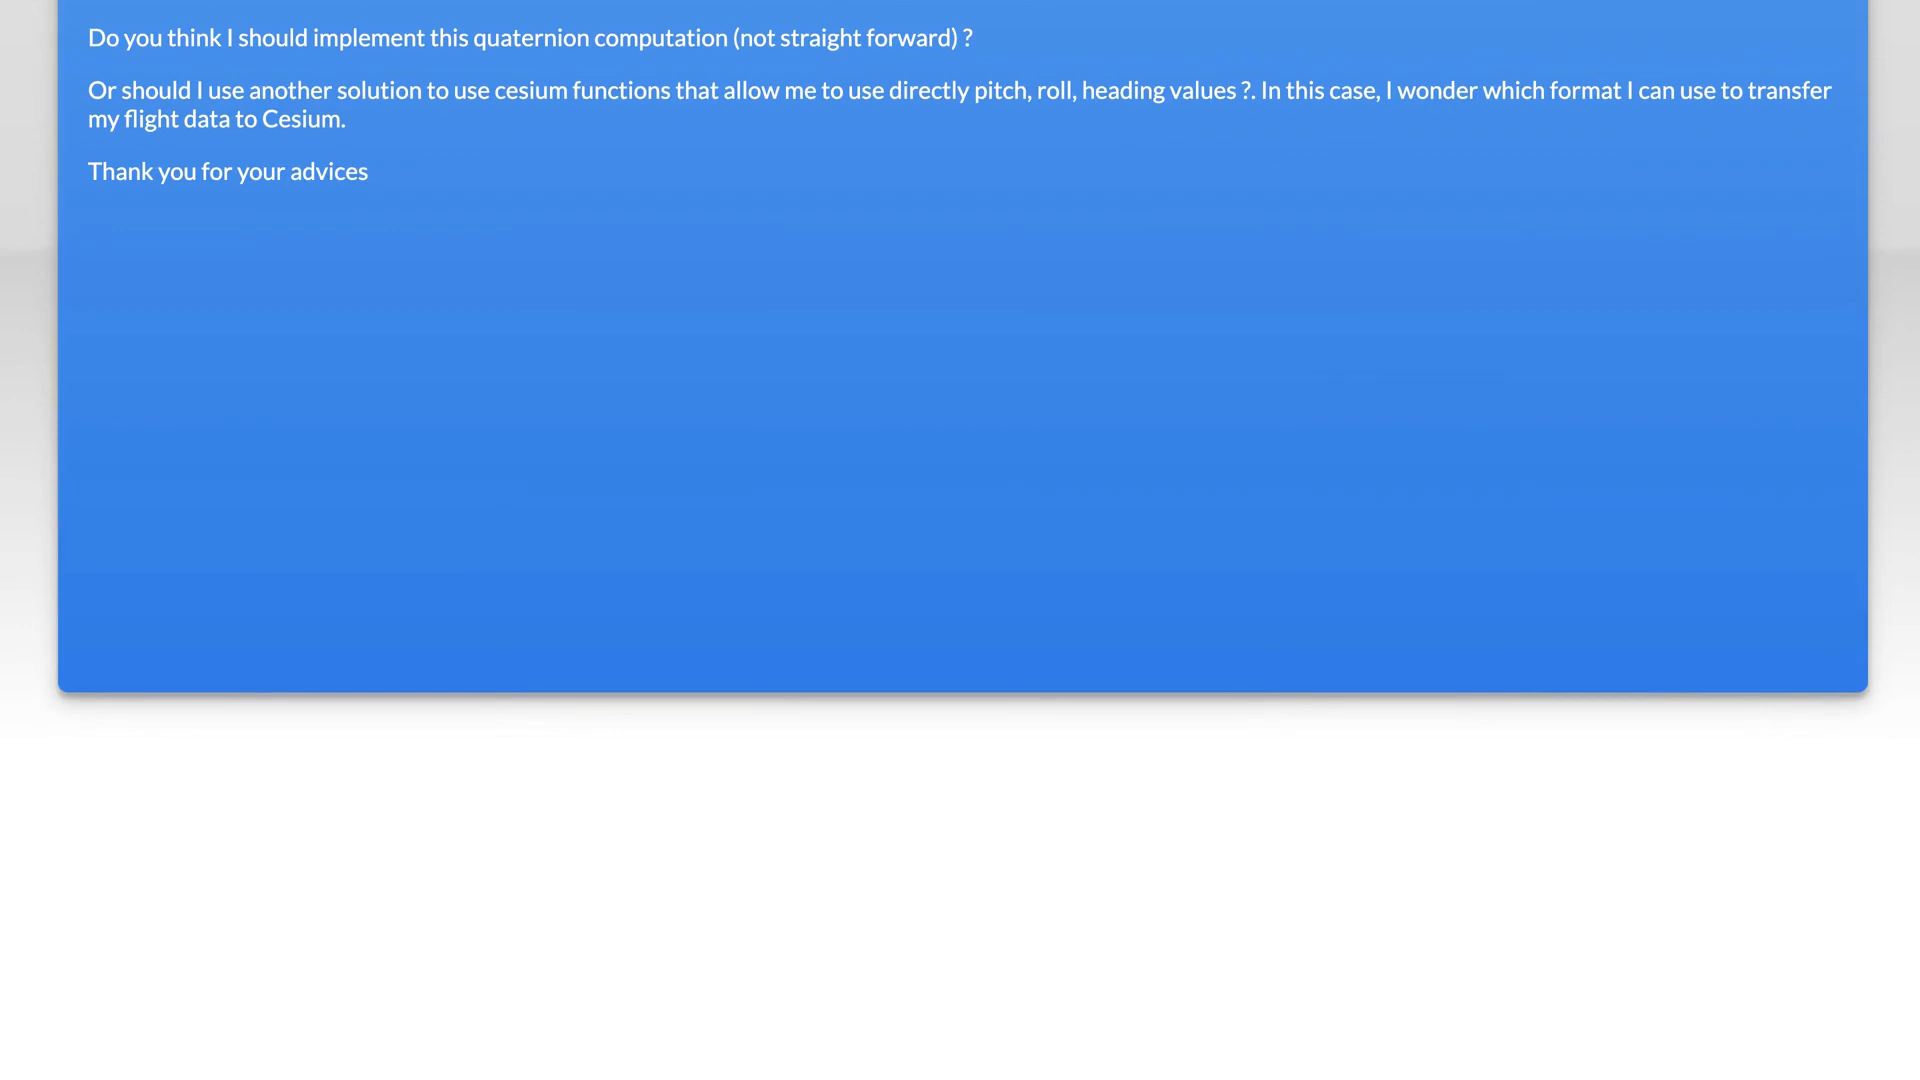 Do you think I should implement this quaternion computation (not straight forward) ?
Or should I use another solution to use cesium functions that allow me to use directly pitch, roll, heading values ?. In this case, I wonder which format I can use to transfer
my flight data to Cesium.
Thank you for your advices